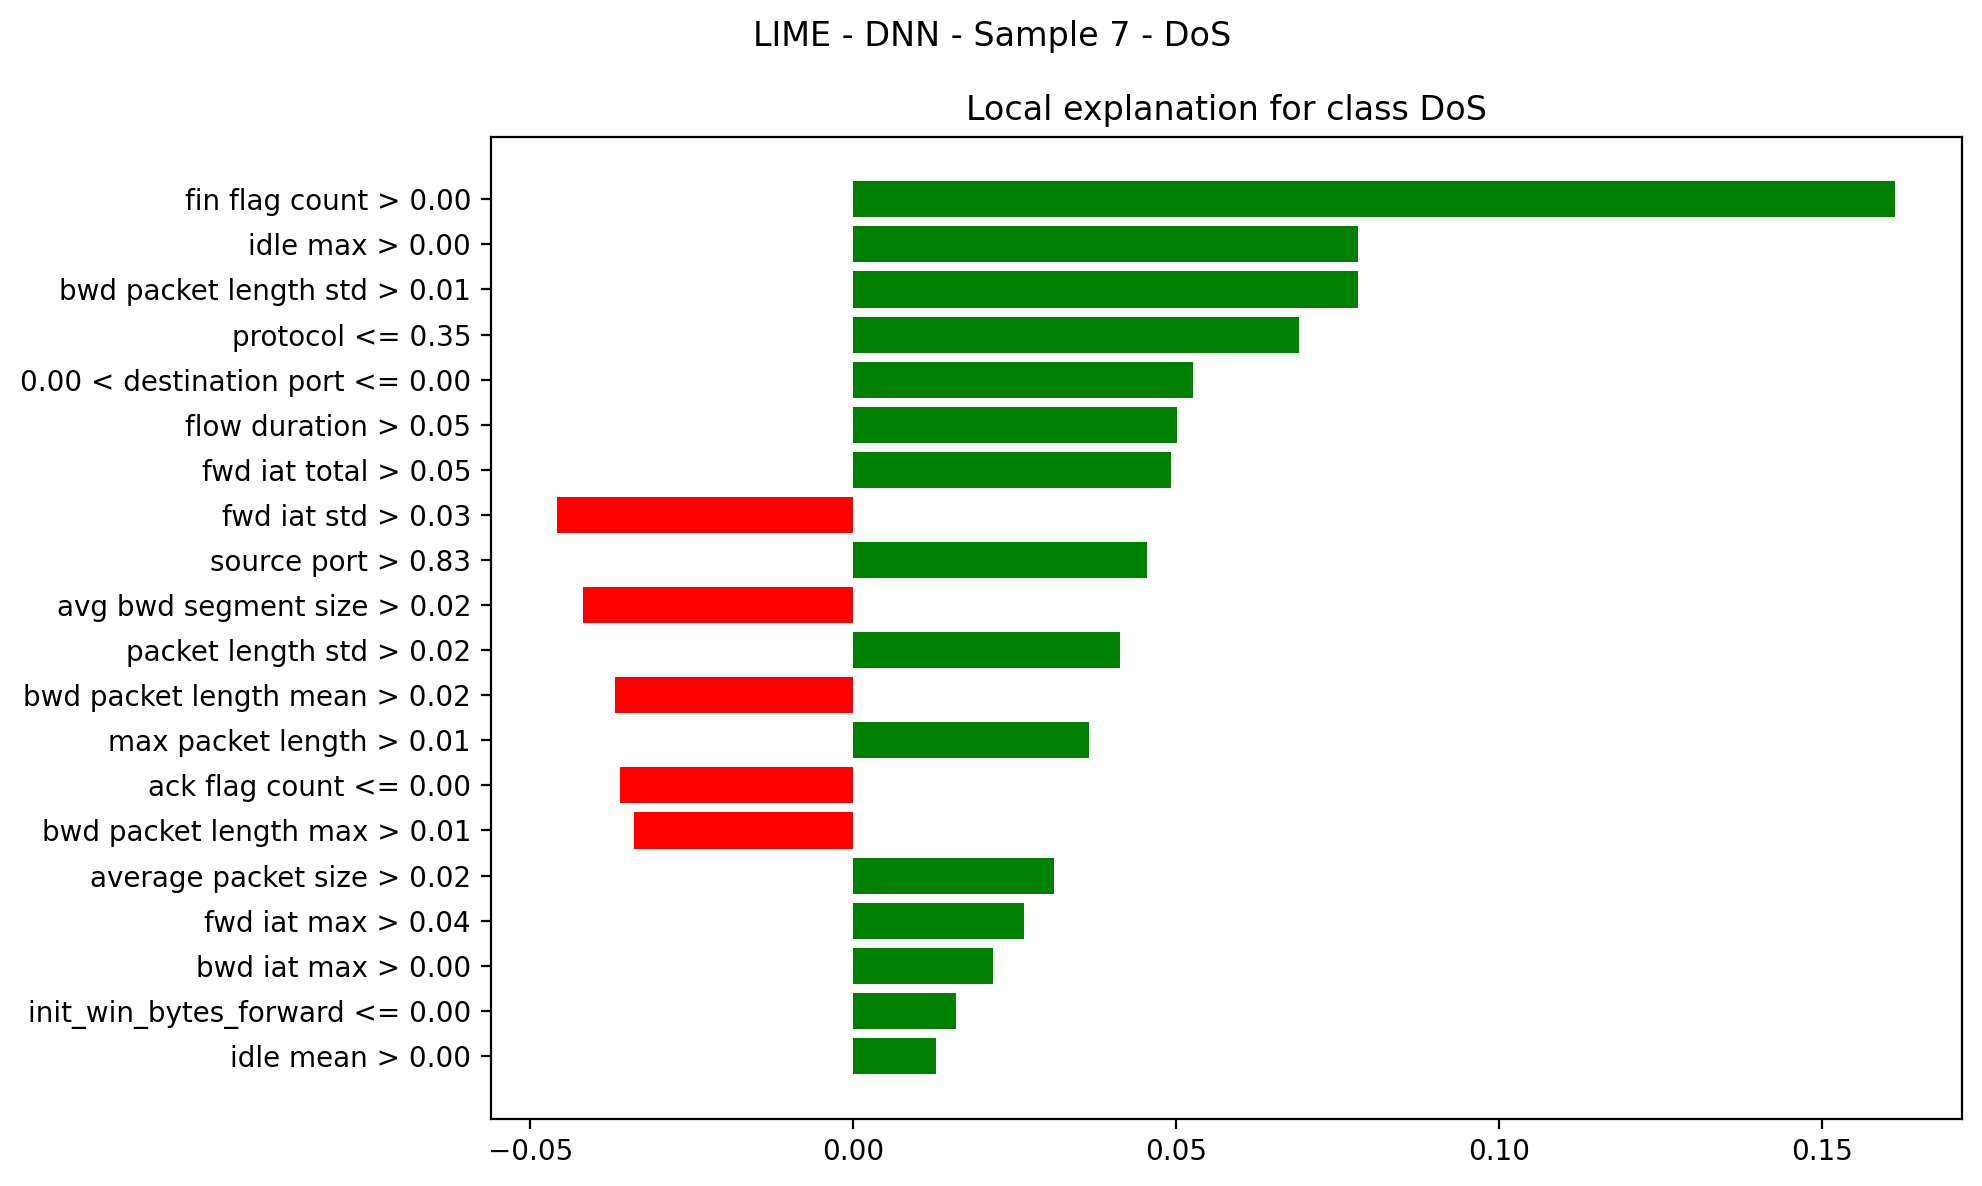 LIME - DNN - Sample 7 - DoS
Local explanation for class DoS
fin flag count > 0.00
idle max > 0.00
bwd packet length std > 0.01
protocol <= 0.35
0.00 < destination port <= 0.00
flow duration > 0.05
fwd iat total > 0.05
fwd iat std > 0.03
source port > 0.83
avg bwd segment size > 0.02
packet length std > 0.02
bwd packet length mean > 0.02
max packet length > 0.01
ack flag count <= 0.00
bwd packet length max > 0.01
average packet size > 0.02
fwd iat max > 0.04
bwd iat max > 0.00
init_win_bytes_forward <= 0.00
idle mean > 0.00
−0.05 0.00 0.05 0.10 0.15